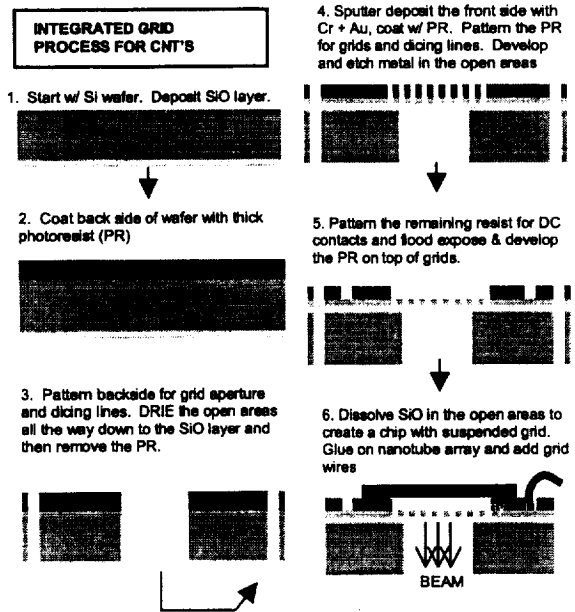 INTEGRATED GRID
PROCESS FOR CNT'S
1. Start w/ Si wafer. Deposit SiO layer.
2. Coat back side of wafer with thick
photoresist (PR)
3. Pattern backside for grid aperture
and dicing lines. DRIE the open areas
all the way down to the SiO layer and
then remove the PR.
4. Sputter deposit the front side with
Cr + Au, coat w/ PR. Pattern the PR
for grids and dicing lines. Develop
and etch metal in the open areas
5. Pattern the remaining resist for DC
contacts and flood expose & develop
the PR on top of grids.
6. Dissolve SiO in the open areas to
create a chip with suspended grid.
Glue on nanotube array and add grid
wires
BEAM